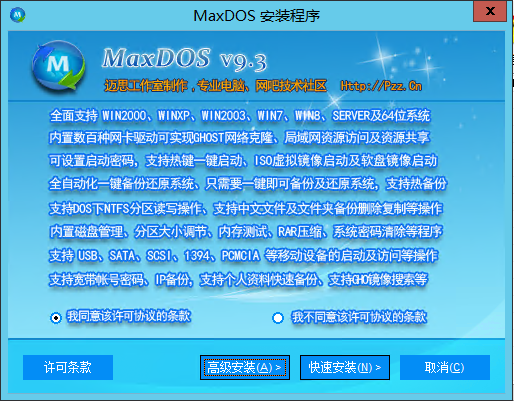 MaxDOS 安装程序
x
MaxDOS v9.3
迈思工作室制作，专业电脑、网吧技术社区 Http://Pzz.Cn
全面支持 WIN2000、WINXP、WIN2003、WIN7、WIN8、SERVER及64位系统
内置数百种网卡驱动可实现GHOST网络克隆、局域网资源访问及资源共享
可设置启动密码，支持热键一键启动、ISO虚拟镜像启动及软盘镜像启动
全自动化一键备份还原系统、只需要一键即可备份及还原系统，支持热备份
支持DOS下NTFS分区读写操作、支持中文文件及文件夹备份删除复制等操作
内置磁盘管理、分区大小调节、内存测试、RAR压缩、系统密码清除等程序
支持 USB、SATA、SCSI、1394、PCMCIA 等移动设备的启动及访问等操作
支持宽带帐号密码、IP备份，支持个人资料快速备份、支持GHO镜像搜索等
我同意该许可协议的条款 我不同意该许可协议的条款
许可条款 高级安装(A) > 快速安装(N) > 取消(C)